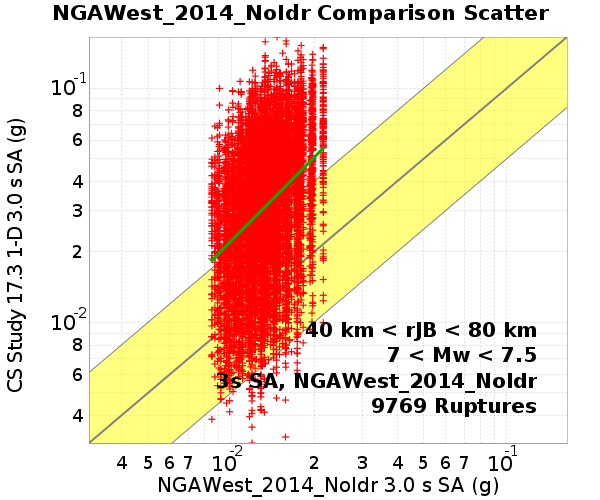 NGAWest_2014_NoIdr Comparison Scatter
CS Study 17.3 1-D 3.0 s SA (g)
10⁻¹
8
6
4
3
2
10⁻²
8
6
4
40 km < rJB < 80 km
7 < Mw < 7.5
3s SA, NGAWest_2014_NoIdr
9769 Ruptures
4 5 6 7 10⁻² 2 3 4 5 6 7 10⁻¹
NGAWest_2014_NoIdr 3.0 s SA (g)